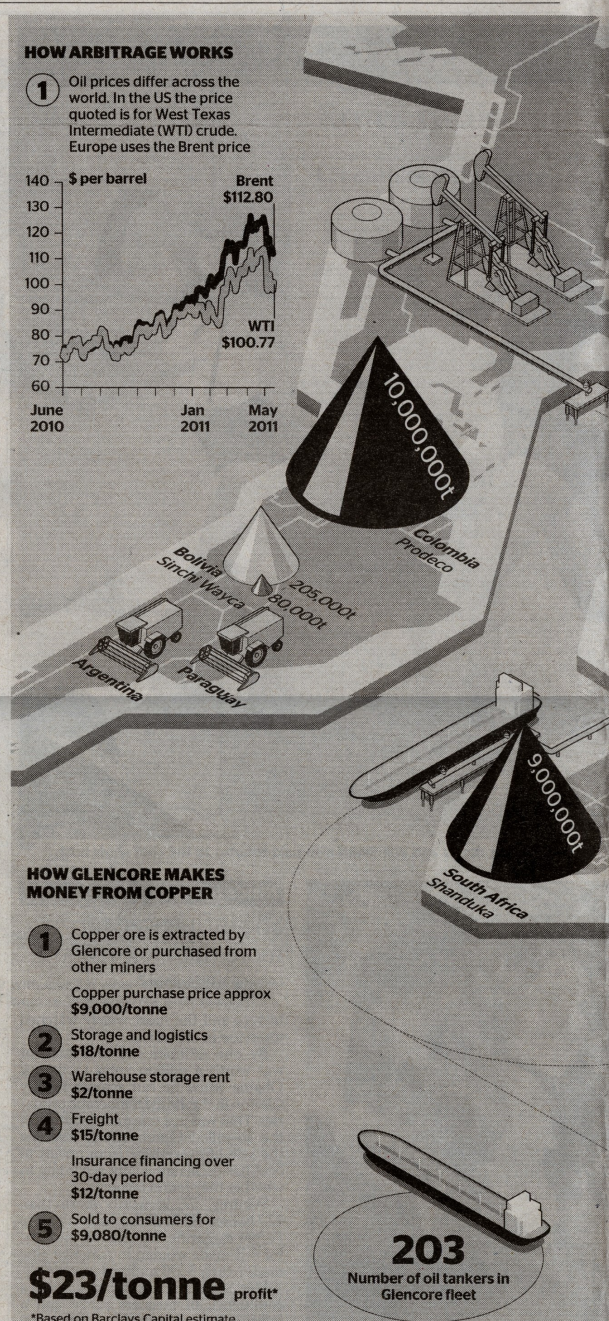 HOW ARBITRAGE WORKS
1
Oil prices differ across the
world. In the US the price
quoted is for West Texas
Intermediate (WTI) crude.
Europe uses the Brent price
$ per barrel
140
130
120
110
100
90
80
70
60
Brent
$112.80
WTI
$100.77
June
2010
Jan
2011
May
2011
10,000,000t
Colombia
Prodeco
Bolivia
Sinchi Wayca
205,000t
80,000t
Argentina
Paraguay
9,000,000t
South Africa
Shanduka
HOW GLENCORE MAKES
MONEY FROM COPPER
1
Copper ore is extracted by
Glencore or purchased from
other miners
Copper purchase price approx
$9,000/tonne
2
Storage and logistics
$18/tonne
3
Warehouse storage rent
$2/tonne
4
Freight
$15/tonne
Insurance financing over
30-day period
$12/tonne
5
Sold to consumers for
$9,080/tonne
$23/tonne profit*
*Based on Barclays Capital estimate
203
Number of oil tankers in
Glencore fleet